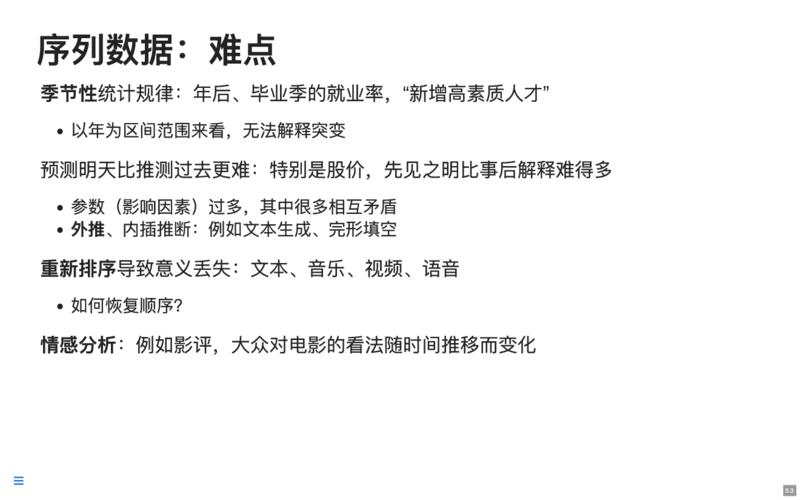 序列数据：难点
季节性统计规律：年后、毕业季的就业率，“新增高素质人才”
• 以年为区间范围来看，无法解释突变
预测明天比推测过去更难：特别是股价，先见之明比事后解释难得多
• 参数（影响因素）过多，其中很多相互矛盾
• 外推、内插推断：例如文本生成、完形填空
重新排序导致意义丢失：文本、音乐、视频、语音
• 如何恢复顺序？
情感分析：例如影评，大众对电影的看法随时间推移而变化
5.3